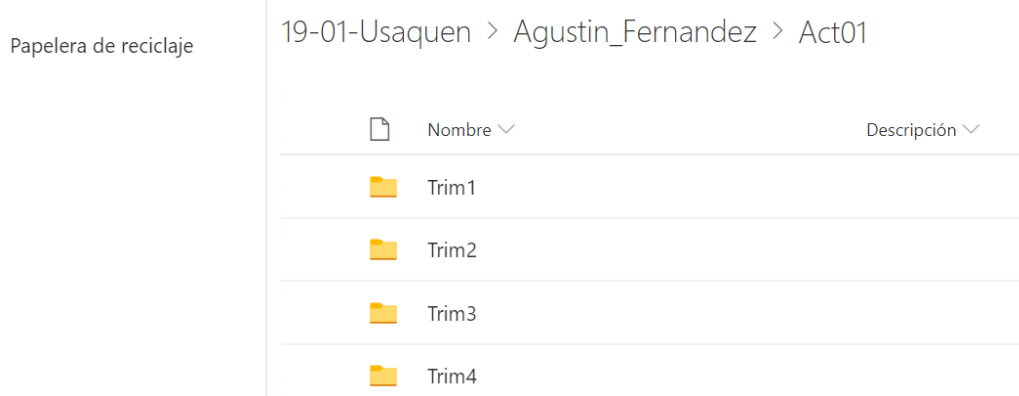 Papelera de reciclaje
19-01-Usaquen > Agustin_Fernandez > Act01
Nombre Descripción
Trim1
Trim2
Trim3
Trim4